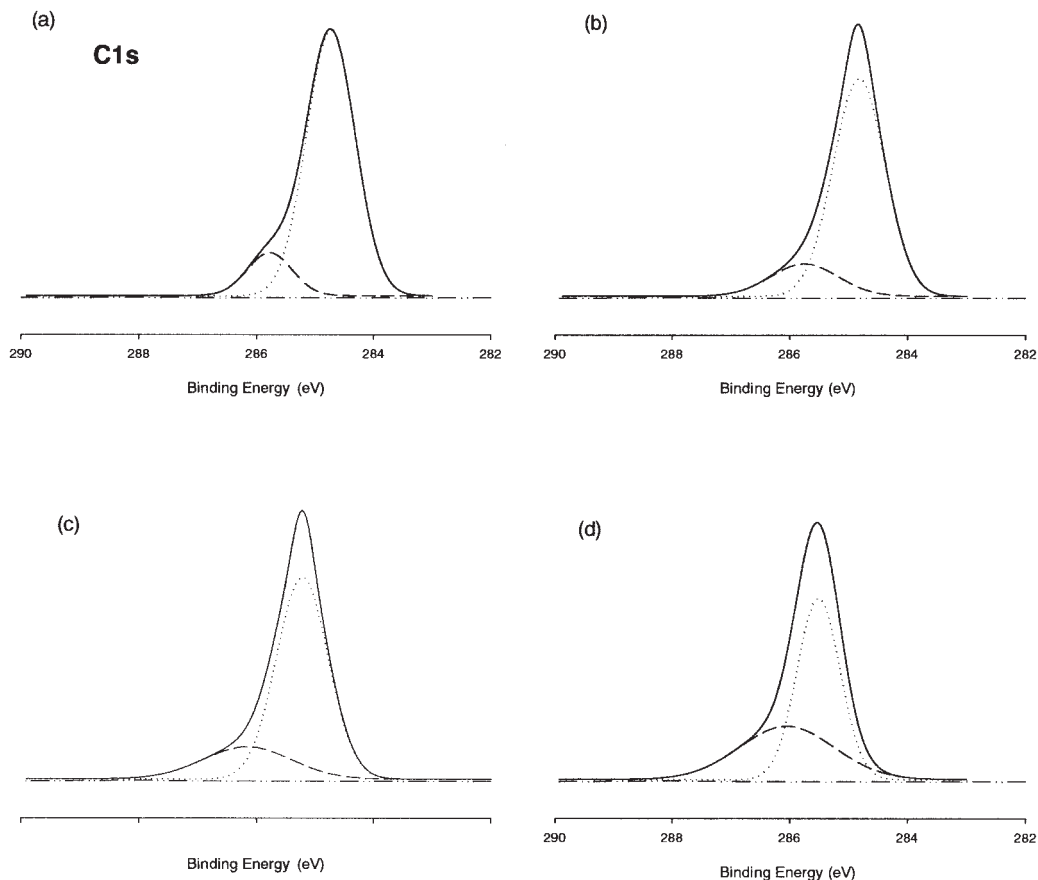 (a)
C1s
290 288 286 284 282
Binding Energy (eV)
(b)
290 288 286 284 282
Binding Energy (eV)
(c)
Binding Energy (eV)
(d)
290 288 286 284 282
Binding Energy (eV)